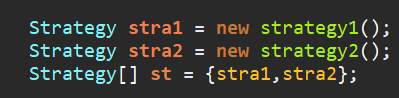 Strategy stra1 = new strategy1();
Strategy stra2 = new strategy2();
Strategy[] st = {stra1,stra2};